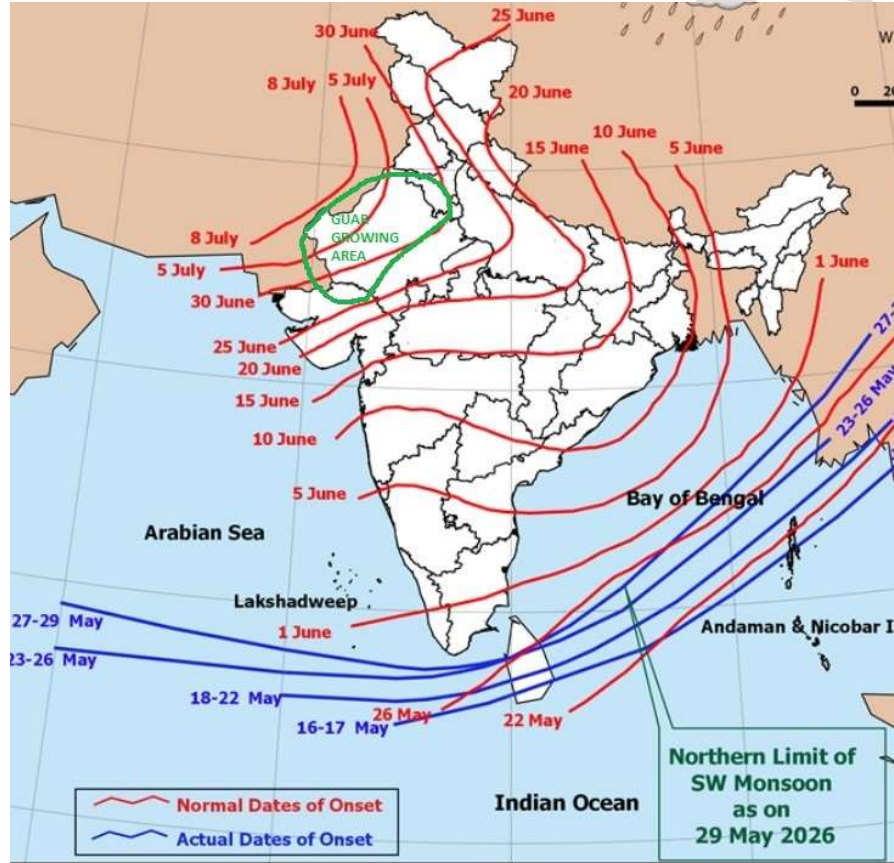 25 June
30 June
8 July
5 July
20 June
10 June
15 June
5 June
W
0
20
GUAR
GROWING
AREA
8 July
5 July
30 June
1 June
27-2
25 June
20 June
15 June
23-26 May
10 June
5 June
Bay of Bengal
Arabian Sea
Lakshadweep
27-29 May
1 June
Andaman & Nicobar I
23-26 May
18-22 May
16-17 May
26 May
22 May
Northern Limit of
SW Monsoon
as on
29 May 2026
Normal Dates of Onset
Indian Ocean
Actual Dates of Onset